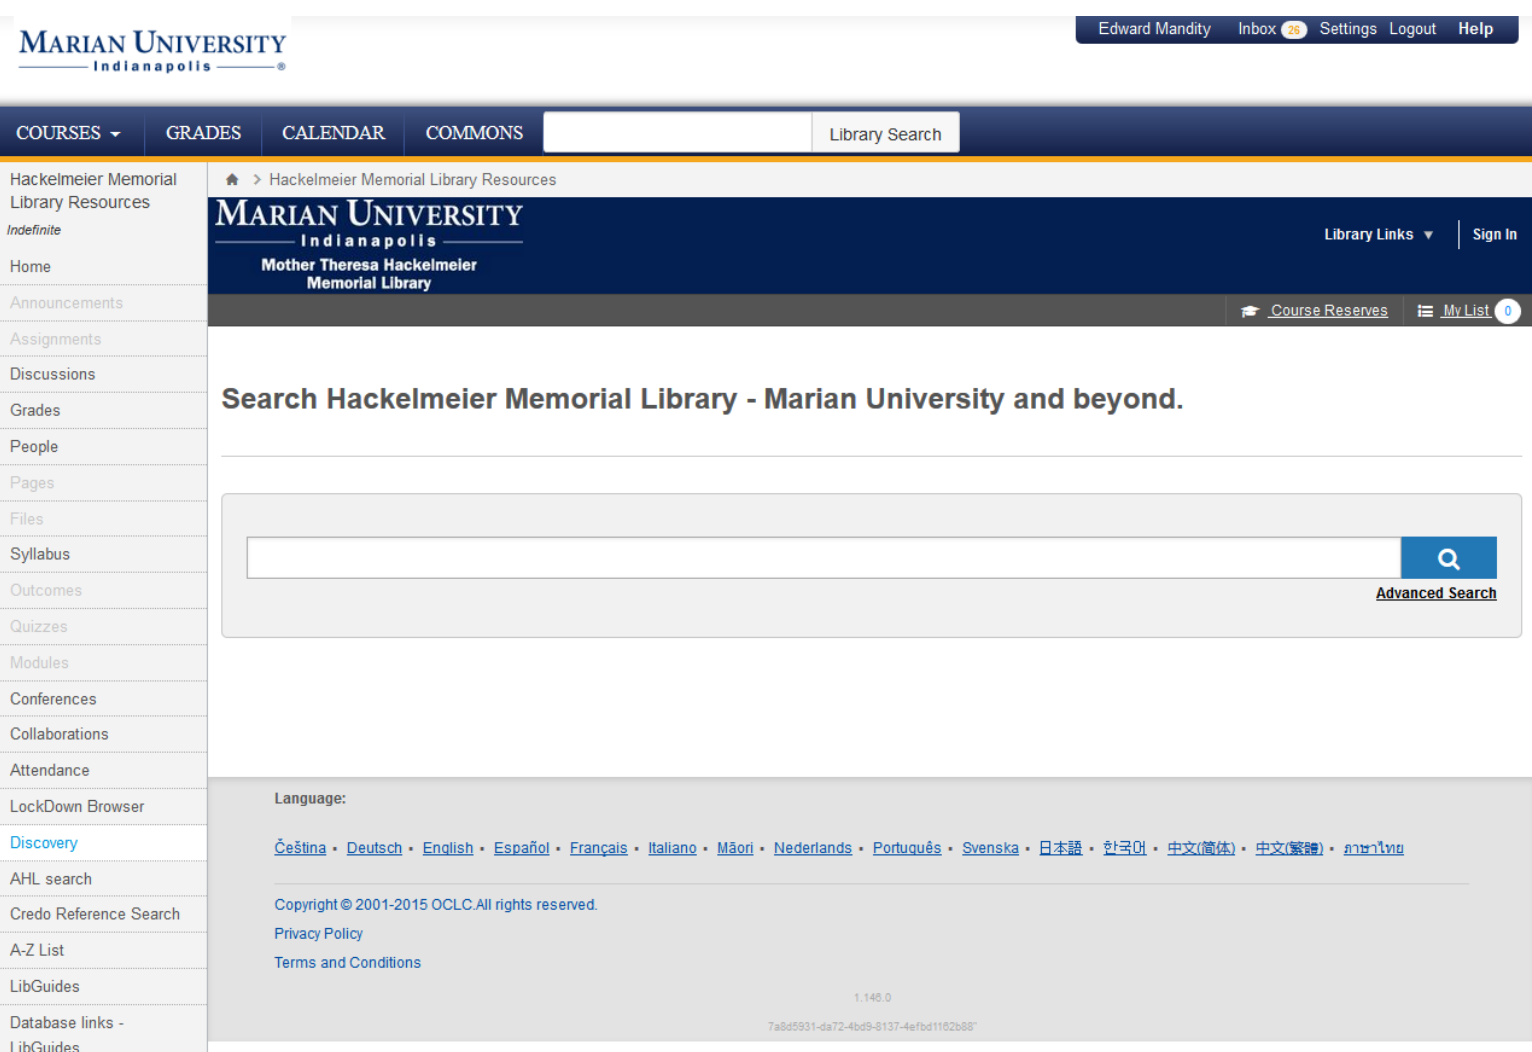 MARIAN UNIVERSITY
Indianapolis ®
Edward Mandity Inbox 26 Settings Logout Help
COURSES GRADES CALENDAR COMMONS Library Search
Hackelmeier Memorial
Library Resources
Indefinite
Home
Announcements
Assignments
Discussions
Grades
People
Pages
Files
Syllabus
Outcomes
Quizzes
Modules
Conferences
Collaborations
Attendance
LockDown Browser
Discovery
AHL search
Credo Reference Search
A-Z List
LibGuides
Database links -
LibGuides
> Hackelmeier Memorial Library Resources
MARIAN UNIVERSITY
Indianapolis
Mother Theresa Hackelmeier
Memorial Library
Library Links ▼ Sign In
Course Reserves My List 0
Search Hackelmeier Memorial Library - Marian University and beyond.
Advanced Search
Language:
Čeština ▪ Deutsch ▪ English ▪ Español ▪ Français ▪ Italiano ▪ Māori ▪ Nederlands ▪ Português ▪ Svenska ▪ 日本語 ▪ 한국어 ▪ 中文(简体) ▪ 中文(繁體) ▪ ภาษาไทย
Copyright © 2001-2015 OCLC.All rights reserved.
Privacy Policy
Terms and Conditions
1.146.0
7a8d5931-da72-4bd9-8137-4efbd1162b88"